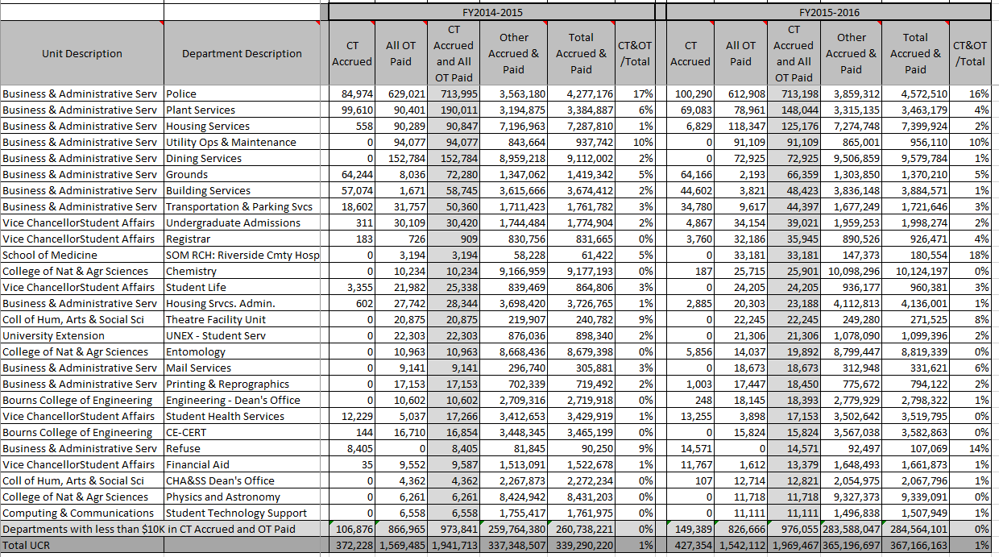 FY2014-2015 FY2015-2016
Unit Description Department Description CT Accrued All OT Paid CT Accrued and All OT Paid Other Accrued & Paid Total Accrued & Paid CT&OT /Total CT Accrued All OT Paid CT Accrued and All OT Paid Other Accrued & Paid Total Accrued & Paid CT&OT /Total
Business & Administrative Serv Police 84,974 629,021 713,995 3,563,180 4,277,176 17% 100,290 612,908 713,198 3,859,312 4,572,510 16%
Business & Administrative Serv Plant Services 99,610 90,401 190,011 3,194,875 3,384,887 6% 69,083 78,961 148,044 3,315,135 3,463,179 4%
Business & Administrative Serv Housing Services 558 90,289 90,847 7,196,963 7,287,810 1% 6,829 118,347 125,176 7,274,748 7,399,924 2%
Business & Administrative Serv Utility Ops & Maintenance 0 94,077 94,077 843,664 937,742 10% 0 91,109 91,109 865,001 956,110 10%
Business & Administrative Serv Dining Services 0 152,784 152,784 8,959,218 9,112,002 2% 0 72,925 72,925 9,506,859 9,579,784 1%
Business & Administrative Serv Grounds 64,244 8,036 72,280 1,347,062 1,419,342 5% 64,166 2,193 66,359 1,303,850 1,370,210 5%
Business & Administrative Serv Building Services 57,074 1,671 58,745 3,615,666 3,674,412 2% 44,602 3,821 48,423 3,836,148 3,884,571 1%
Business & Administrative Serv Transportation & Parking Svcs 18,602 31,757 50,360 1,711,423 1,761,782 3% 34,780 9,617 44,397 1,677,249 1,721,646 3%
Vice ChancellorStudent Affairs Undergraduate Admissions 311 30,109 30,420 1,744,484 1,774,904 2% 4,867 34,154 39,021 1,959,253 1,998,274 2%
Vice ChancellorStudent Affairs Registrar 183 726 909 830,756 831,665 0% 3,760 32,186 35,945 890,526 926,471 4%
School of Medicine SOM RCH: Riverside Cmty Hosp 0 3,194 3,194 58,228 61,422 5% 0 33,181 33,181 147,373 180,554 18%
College of Nat & Agr Sciences Chemistry 0 10,234 10,234 9,166,959 9,177,193 0% 187 25,715 25,901 10,098,296 10,124,197 0%
Vice ChancellorStudent Affairs Student Life 3,355 21,982 25,338 839,469 864,806 3% 0 24,205 24,205 936,177 960,381 3%
Business & Administrative Serv Housing Srvcs. Admin. 602 27,742 28,344 3,698,420 3,726,765 1% 2,885 20,303 23,188 4,112,813 4,136,001 1%
Coll of Hum, Arts & Social Sci Theatre Facility Unit 0 20,875 20,875 219,907 240,782 9% 0 22,245 22,245 249,280 271,525 8%
University Extension UNEX - Student Serv 0 22,303 22,303 876,036 898,340 2% 0 21,306 21,306 1,078,090 1,099,396 2%
College of Nat & Agr Sciences Entomology 0 10,963 10,963 8,668,436 8,679,398 0% 5,856 14,037 19,892 8,799,447 8,819,339 0%
Business & Administrative Serv Mail Services 0 9,141 9,141 296,740 305,881 3% 0 18,673 18,673 312,948 331,621 6%
Business & Administrative Serv Printing & Reprographics 0 17,153 17,153 702,339 719,492 2% 1,003 17,447 18,450 775,672 794,122 2%
Bourns College of Engineering Engineering - Dean's Office 0 10,602 10,602 2,709,316 2,719,918 0% 248 18,145 18,393 2,779,929 2,798,322 1%
Vice ChancellorStudent Affairs Student Health Services 12,229 5,037 17,266 3,412,653 3,429,919 1% 13,255 3,898 17,153 3,502,642 3,519,795 0%
Bourns College of Engineering CE-CERT 144 16,710 16,854 3,448,345 3,465,199 0% 0 15,824 15,824 3,567,038 3,582,863 0%
Business & Administrative Serv Refuse 8,405 0 8,405 81,845 90,250 9% 14,571 0 14,571 92,497 107,069 14%
Vice ChancellorStudent Affairs Financial Aid 35 9,552 9,587 1,513,091 1,522,678 1% 11,767 1,612 13,379 1,648,493 1,661,873 1%
Coll of Hum, Arts & Social Sci CHA&SS Dean's Office 0 4,362 4,362 2,267,873 2,272,234 0% 107 12,714 12,821 2,054,975 2,067,796 1%
College of Nat & Agr Sciences Physics and Astronomy 0 6,261 6,261 8,424,942 8,431,203 0% 0 11,718 11,718 9,327,373 9,339,091 0%
Computing & Communications Student Technology Support 0 6,558 6,558 1,755,417 1,761,975 0% 0 11,111 11,111 1,496,838 1,507,949 1%
Departments with less than $10K in CT Accrued and OT Paid 106,876 866,965 973,841 259,764,380 260,738,221 0% 149,389 826,666 976,055 283,588,047 284,564,101 0%
Total UCR 372,228 1,569,485 1,941,713 337,348,507 339,290,220 1% 427,354 1,542,112 1,969,467 365,196,697 367,166,163 1%